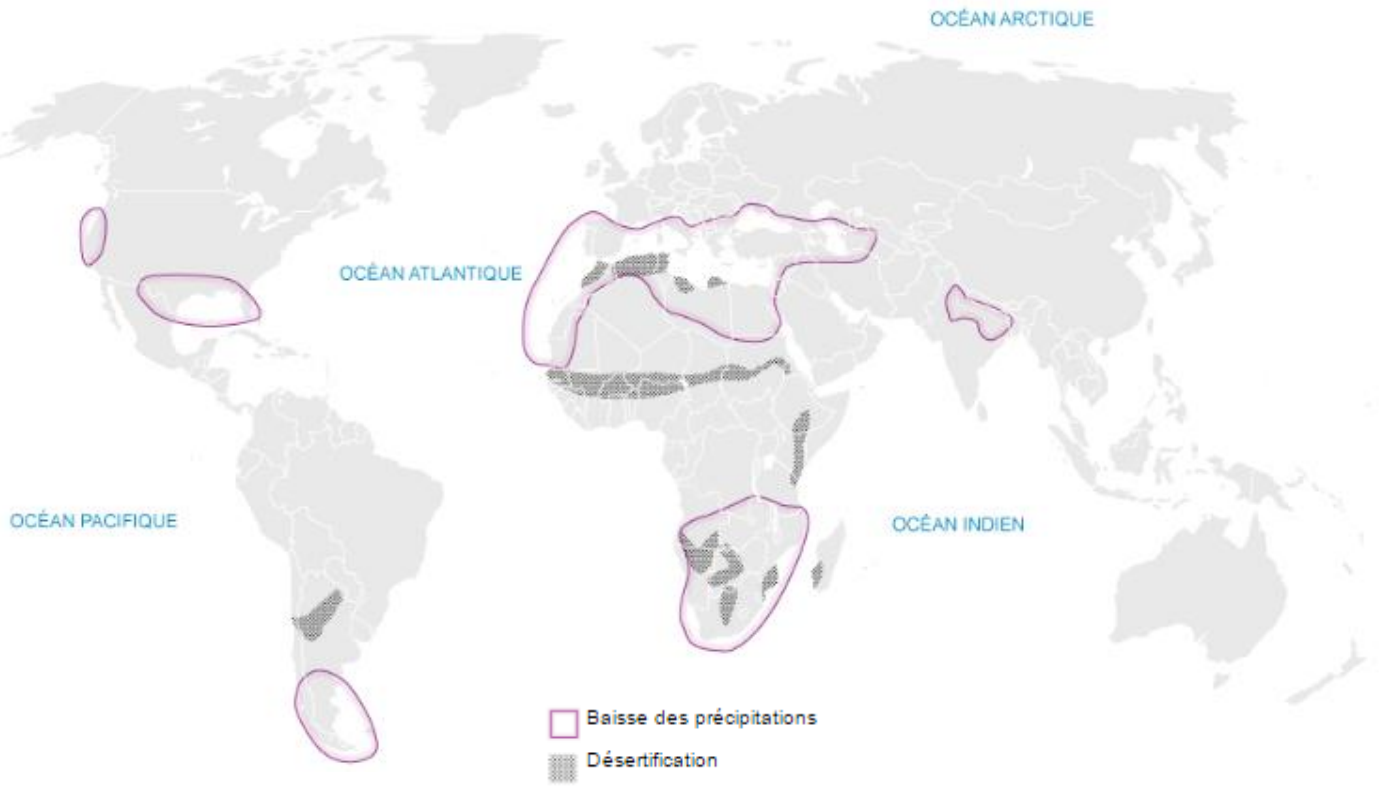 OCÉAN ARCTIQUE
OCÉAN ATLANTIQUE
OCÉAN PACIFIQUE
OCÉAN INDIEN
Baisse des précipitations
Désertification